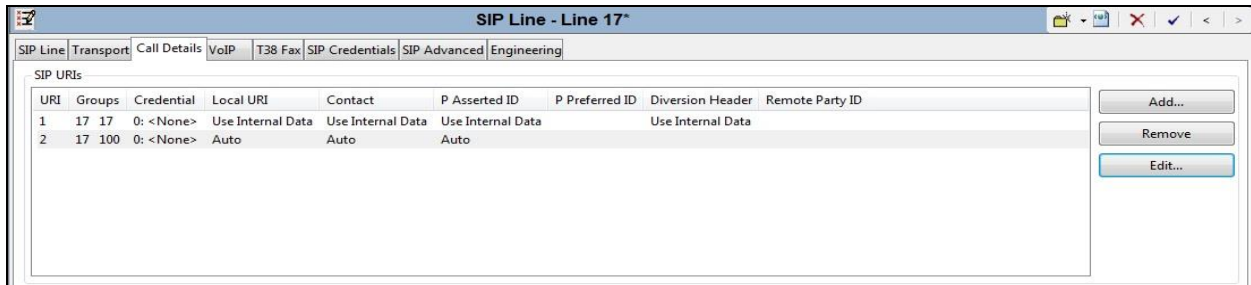 SIP Line - Line 17*
SIP Line Transport Call Details VoIP T38 Fax SIP Credentials SIP Advanced Engineering
SIP URIs
URI Groups Credential Local URI Contact P Asserted ID P Preferred ID Diversion Header Remote Party ID
1 17 17 0: <None> Use Internal Data Use Internal Data Use Internal Data Use Internal Data
2 17 100 0: <None> Auto Auto Auto
Add...
Remove
Edit...